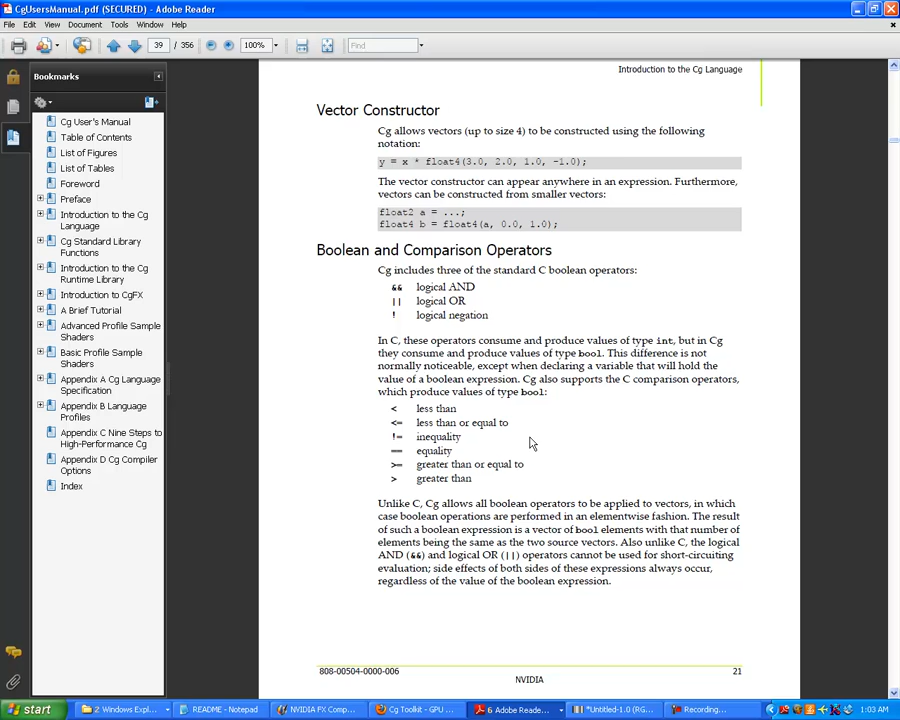 CgUsersManual.pdf (SECURED) - Adobe Reader
File Edit View Document Tools Window Help
39 / 356 100% Find
Bookmarks
Cg User's Manual
Table of Contents
List of Figures
List of Tables
Foreword
Preface
Introduction to the Cg
Language
Cg Standard Library
Functions
Introduction to the Cg
Runtime Library
Introduction to CgFX
A Brief Tutorial
Advanced Profile Sample
Shaders
Basic Profile Sample
Shaders
Appendix A Cg Language
Specification
Appendix B Language
Profiles
Appendix C Nine Steps to
High-Performance Cg
Appendix D Cg Compiler
Options
Index
Introduction to the Cg Language
Vector Constructor
Cg allows vectors (up to size 4) to be constructed using the following
notation:
y = x * float4(3.0, 2.0, 1.0, -1.0);
The vector constructor can appear anywhere in an expression. Furthermore,
vectors can be constructed from smaller vectors:
float2 a = ...;
float4 b = float4(a, 0.0, 1.0);
Boolean and Comparison Operators
Cg includes three of the standard C boolean operators:
&& logical AND
|| logical OR
! logical negation
In C, these operators consume and produce values of type int, but in Cg
they consume and produce values of type bool. This difference is not
normally noticeable, except when declaring a variable that will hold the
value of a boolean expression. Cg also supports the C comparison operators,
which produce values of type bool:
< less than
<= less than or equal to
!= inequality
== equality
>= greater than or equal to
> greater than
Unlike C, Cg allows all boolean operators to be applied to vectors, in which
case boolean operations are performed in an elementwise fashion. The result
of such a boolean expression is a vector of bool elements with that number of
elements being the same as the two source vectors. Also unlike C, the logical
AND (&&) and logical OR (||) operators cannot be used for short-circuiting
evaluation; side effects of both sides of these expressions always occur,
regardless of the value of the boolean expression.
808-00504-0000-006 21
NVIDIA
start 2 Windows Expl... README - Notepad NVIDIA FX Comp... Cg Toolkit - GPU ... 6 Adobe Reade... *Untitled-1.0 (RG... Recording... 1:03 AM